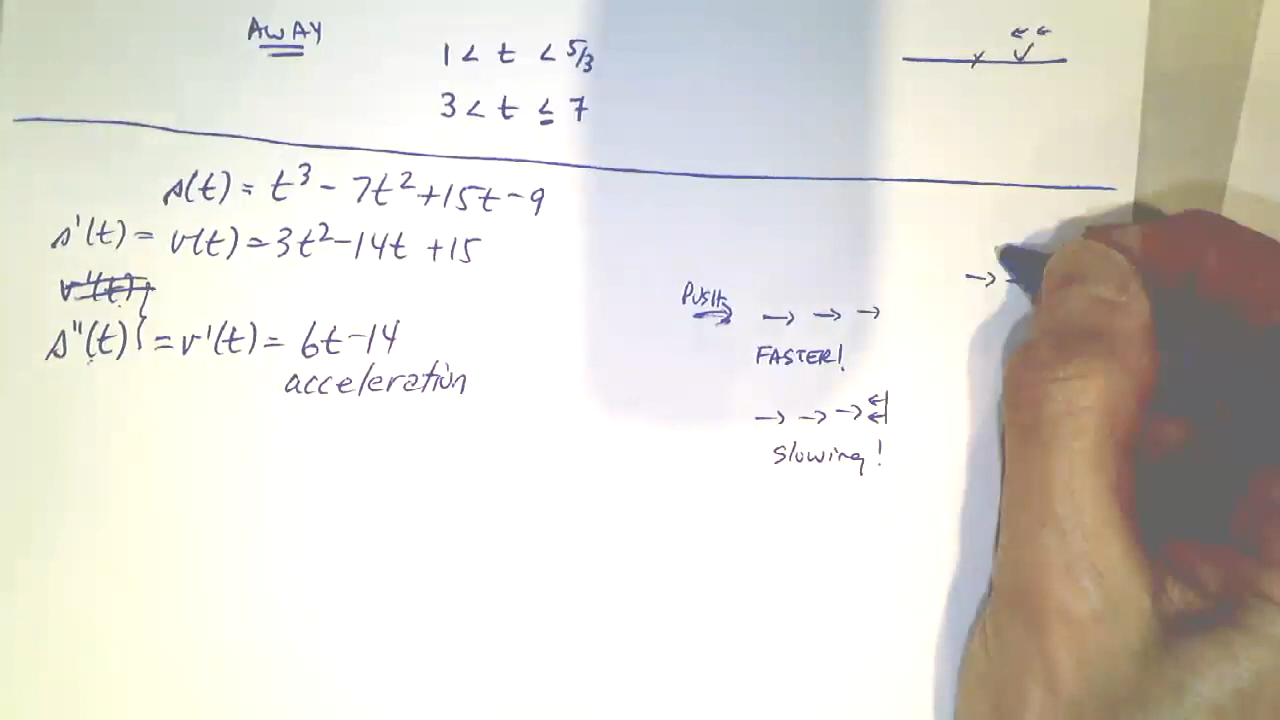 AWAY
1 < t < 5/3
3 < t ≤ 7
s(t) = t³ - 7t² + 15t - 9
s'(t) = v(t) = 3t² - 14t + 15
s''(t) } = v'(t) = 6t - 14
acceleration
PUSH → → → →
FASTER!
→ → → ← ←
Slowing!